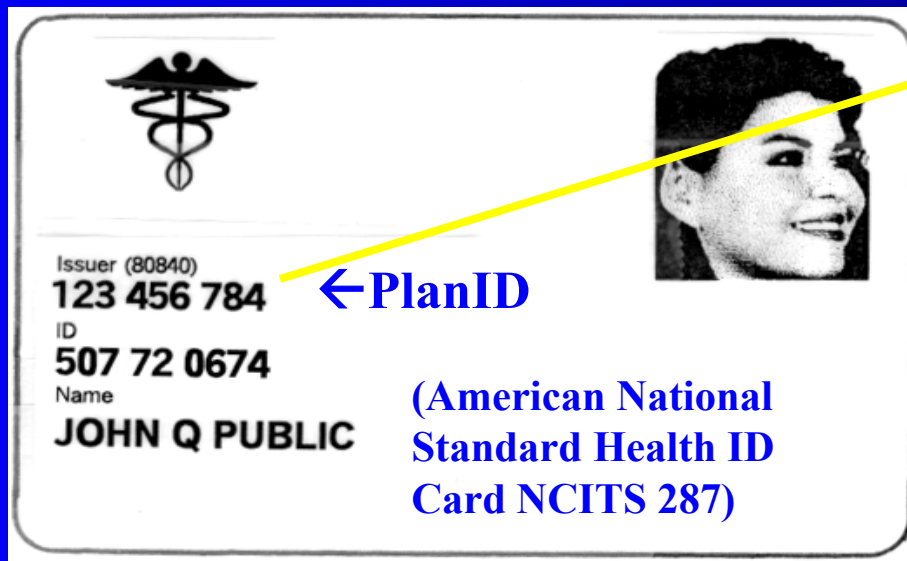 Issuer (80840)
123 456 784
←PlanID
ID
507 72 0674
Name
JOHN Q PUBLIC
(American National
Standard Health ID
Card NCITS 287)